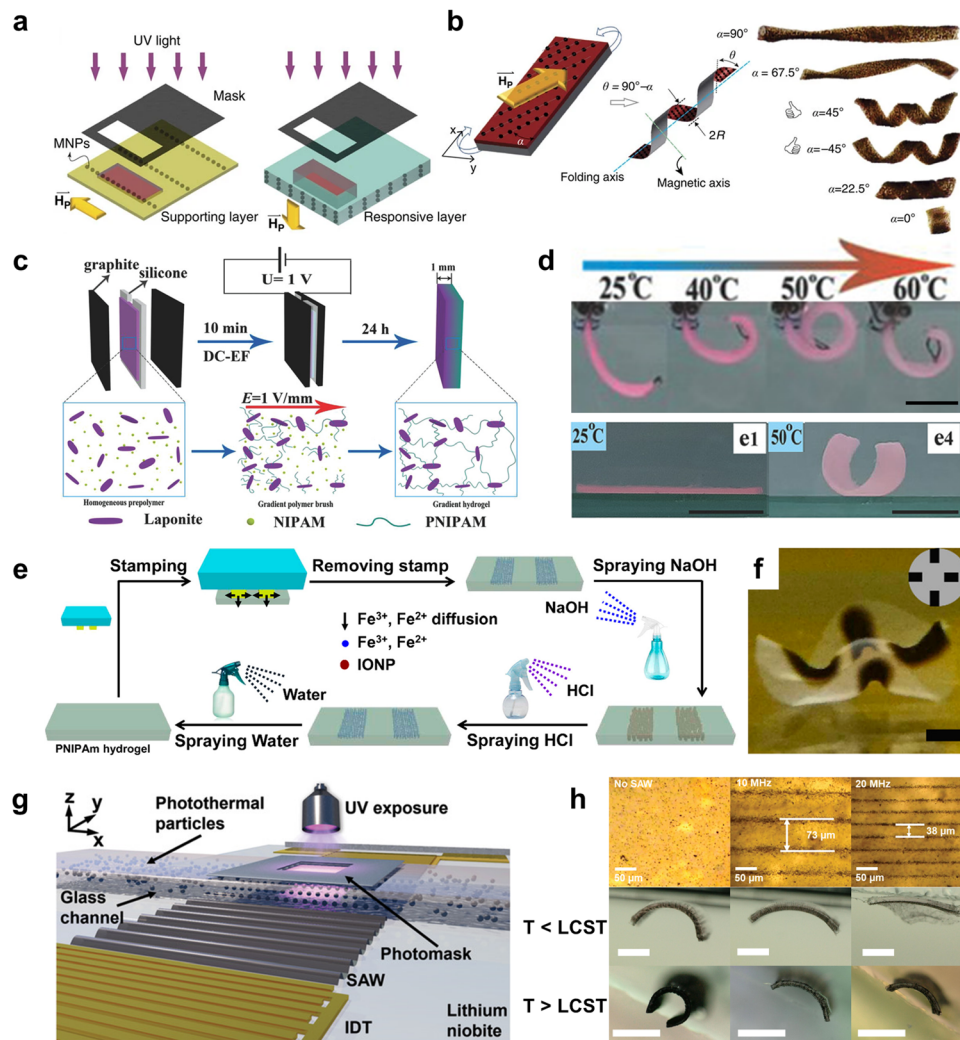 a
UV light
Mask
MNPs
H_P
Supporting layer
H_P
Responsive layer
b
H_P
x
y
α
θ = 90°−α
θ
2R
Folding axis
Magnetic axis
α=90°
α = 67.5°
α=45°
α=−45°
α=22.5°
α=0°
c
graphite
silicone
10 min
DC-EF
U= 1 V
24 h
1 mm
E=1 V/mm
Homogeneous prepolymer
Gradient polymer brush
Gradient hydrogel
Laponite
NIPAM
PNIPAM
d
25°C
40°C
50°C
60°C
25°C
e1
50°C
e4
e
Stamping
Removing stamp
Spraying NaOH
NaOH
Fe³⁺, Fe²⁺ diffusion
Fe³⁺, Fe²⁺
IONP
Water
HCl
PNIPAm hydrogel
Spraying Water
Spraying HCl
f
g
z
y
x
Photothermal
particles
UV exposure
Glass
channel
Photomask
SAW
IDT
Lithium
niobite
h
No SAW
10 MHz
20 MHz
73 μm
38 μm
50 μm
50 μm
50 μm
T < LCST
T > LCST